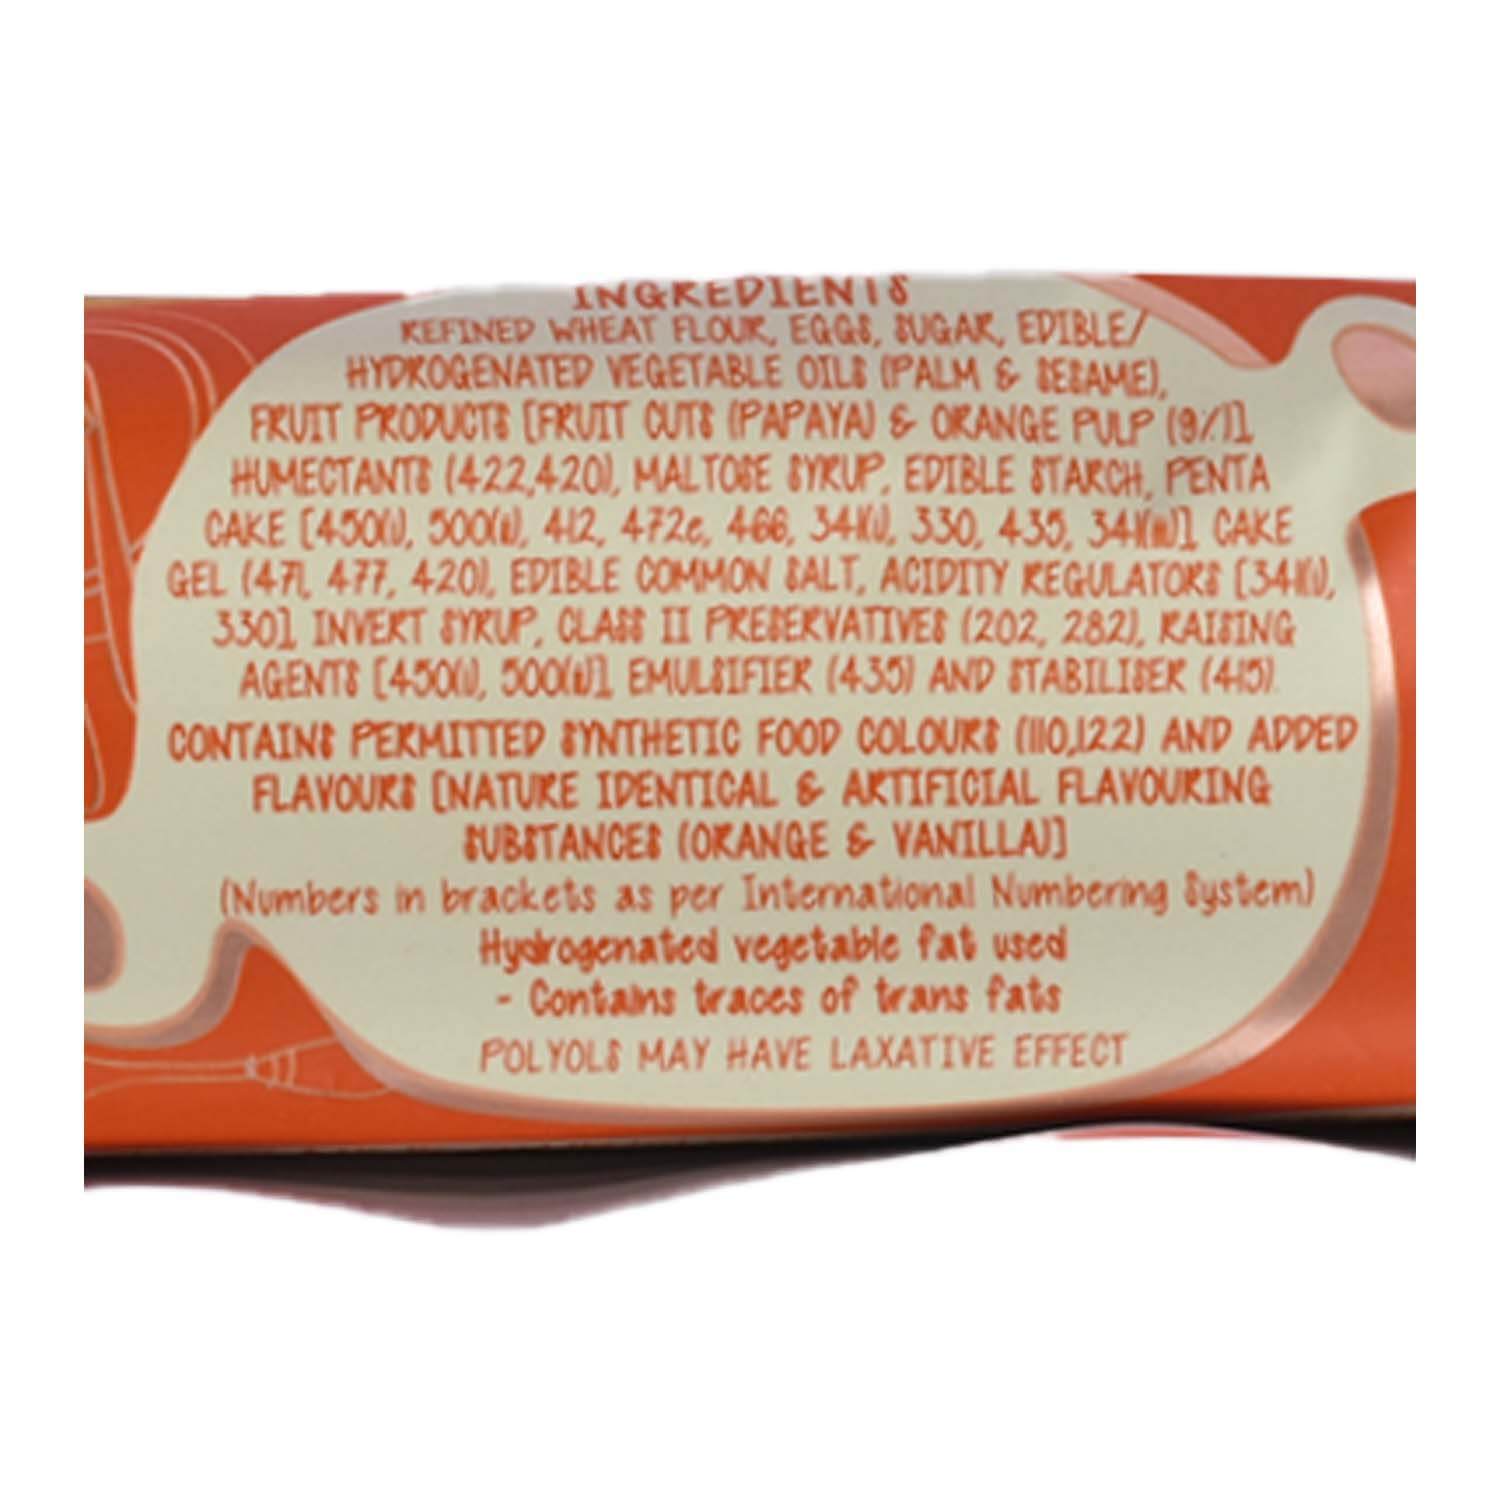 INGREDIENTS
REFINED WHEAT FLOUR, EGGS, SUGAR, EDIBLE/
HYDROGENATED VEGETABLE OILS (PALM & SESAME),
FRUIT PRODUCTS [FRUIT CUTS (PAPAYA) & ORANGE PULP (9%)],
HUMECTANTS (422,420), MALTOSE SYRUP, EDIBLE STARCH, PENTA
CAKE [450(i), 500(ii), 412, 472e, 466, 341(i), 330, 435, 341(iii)], CAKE
GEL (471, 477, 420), EDIBLE COMMON SALT, ACIDITY REGULATORS [341(i),
330], INVERT SYRUP, CLASS II PRESERVATIVES (202, 282), RAISING
AGENTS [450(i), 500(ii)], EMULSIFIER (435) AND STABILISER (415).
CONTAINS PERMITTED SYNTHETIC FOOD COLOURS (110,122) AND ADDED
FLAVOURS [NATURE IDENTICAL & ARTIFICIAL FLAVOURING
SUBSTANCES (ORANGE & VANILLA)]
(Numbers in brackets as per International Numbering System)
Hydrogenated vegetable fat used
- Contains traces of trans fats
POLYOLS MAY HAVE LAXATIVE EFFECT